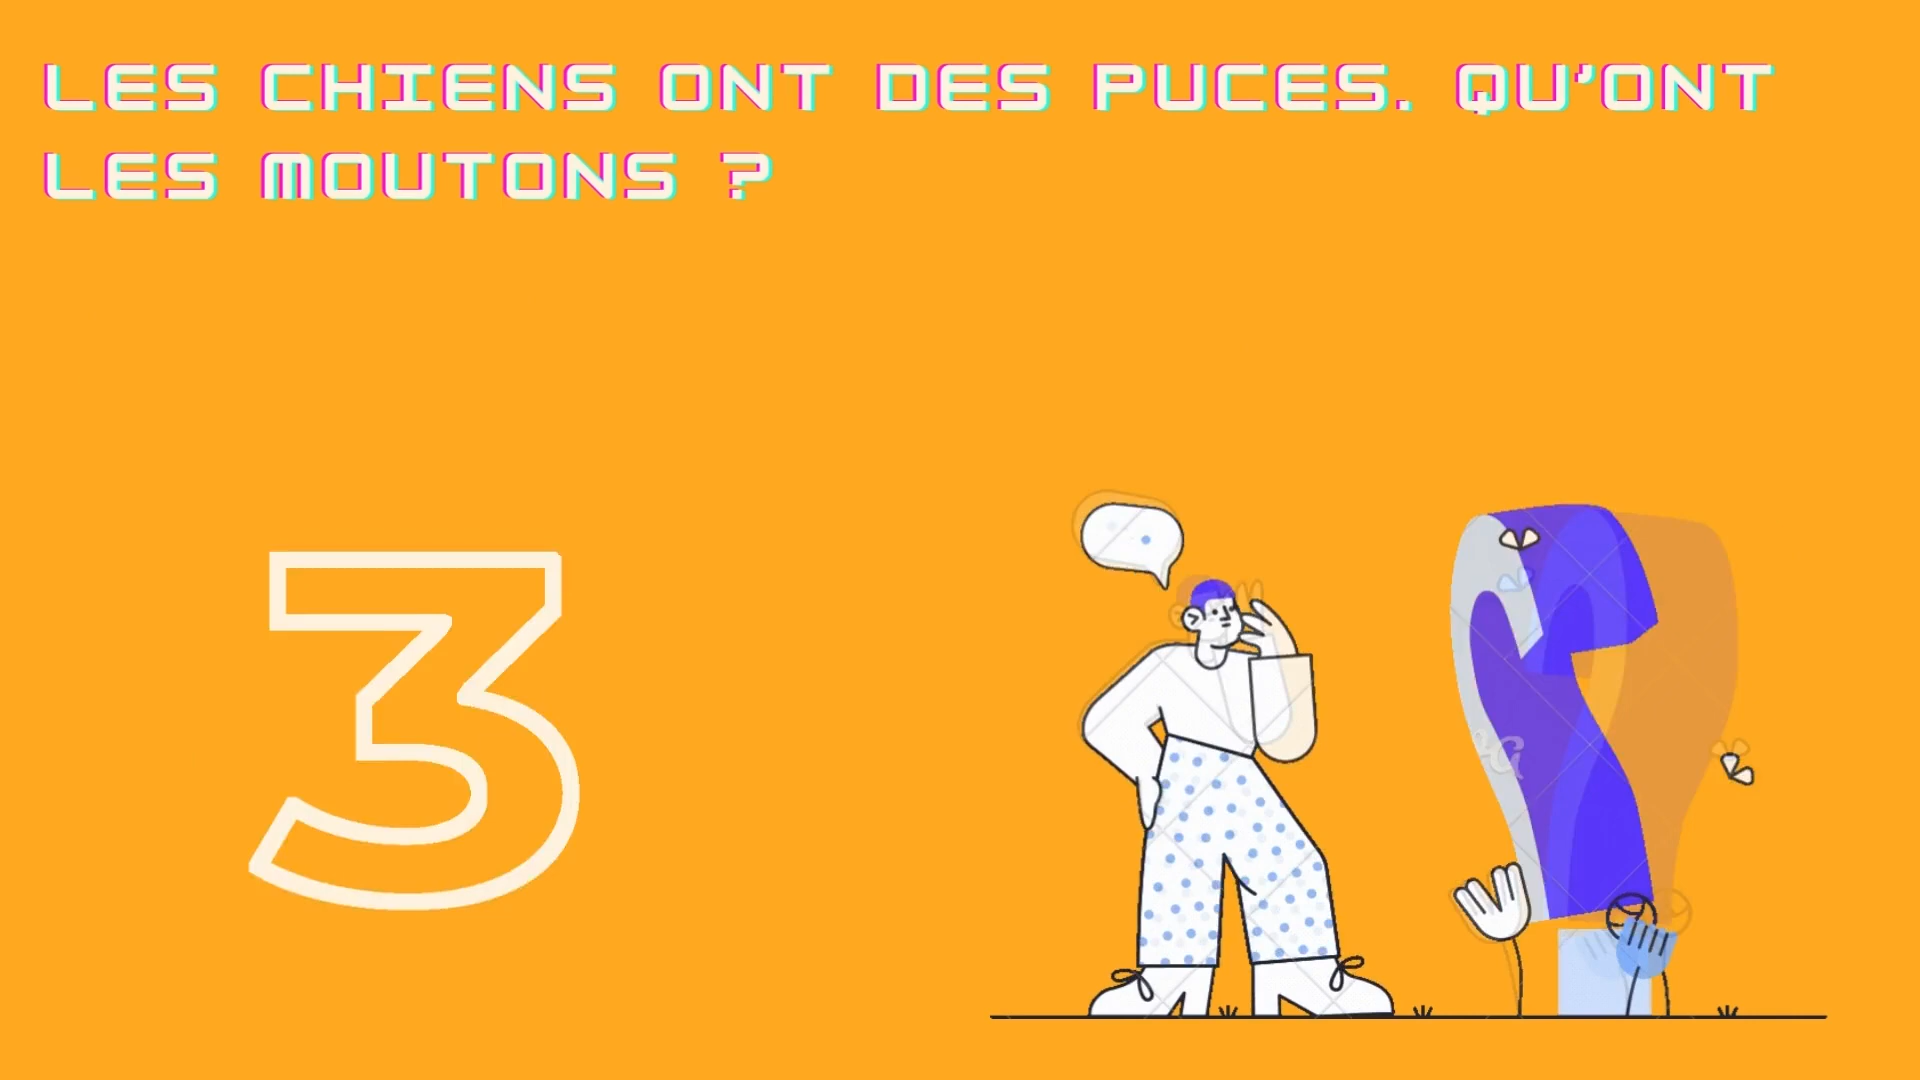 LES CHIENS ONT DES PUCES. QU’ONT
LES MOUTONS ?
3